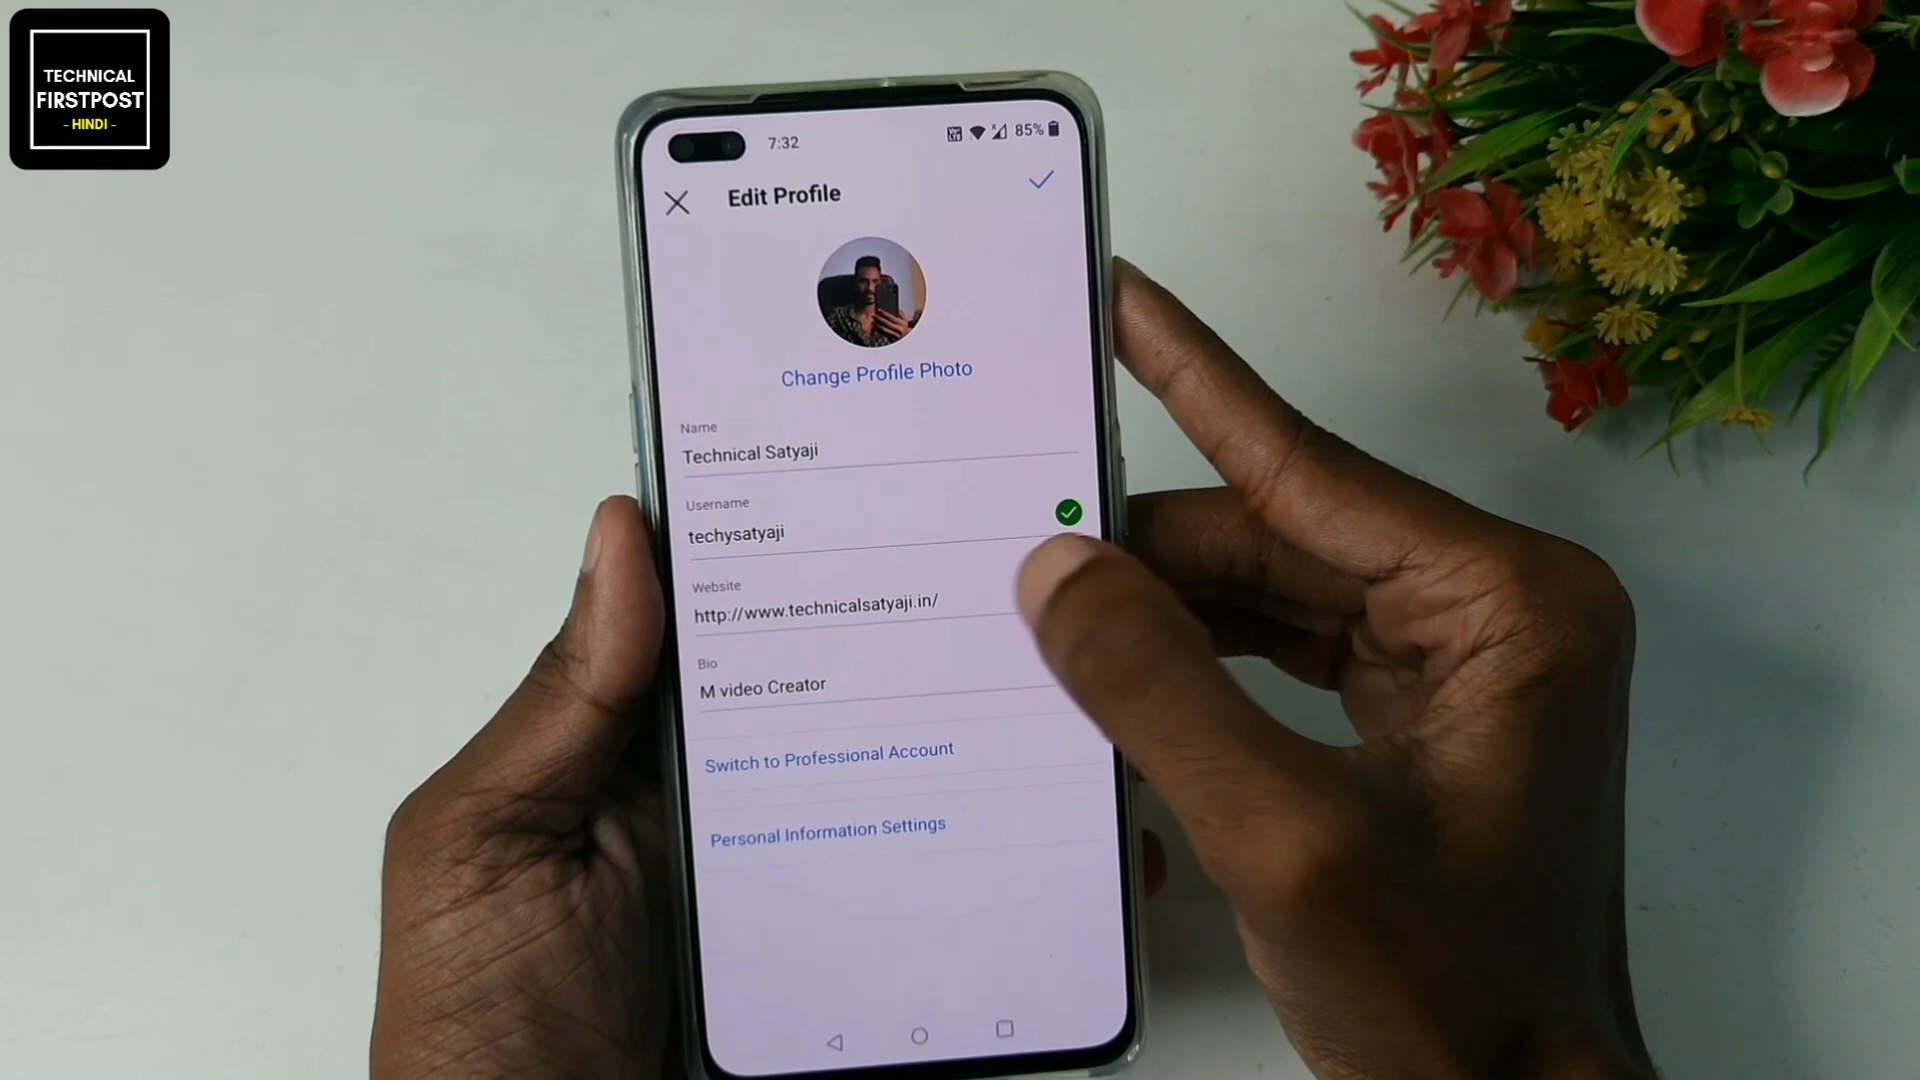 TECHNICAL
FIRSTPOST
- HINDI -
7:32
85%
Edit Profile
Change Profile Photo
Name
Technical Satyaji
Username
techysatyaji
Website
http://www.technicalsatyaji.in/
Bio
M video Creator
Switch to Professional Account
Personal Information Settings